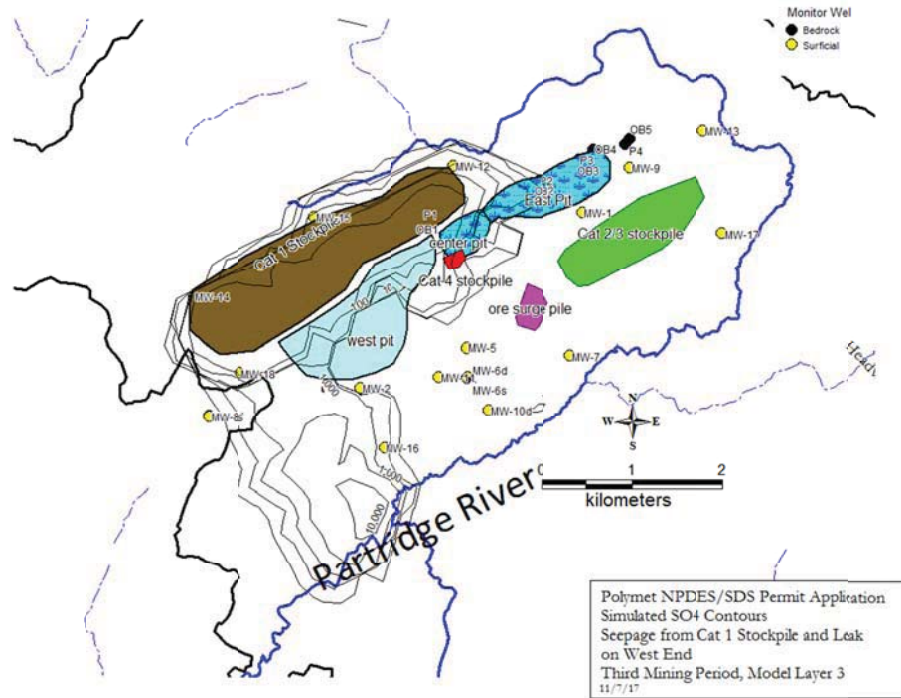 Monitor Wel
Bedrock
Surficial
OB5
MW-13
OB4
P4
P3
OB3
MW-9
MW-12
East Pit
MW-1
MW-15
P1
OB1
Cat 1 Stockpile
center pit
Cat 2/3 stockpile
MW-17
Cat 4 stockpile
MW-14
100
ore surge pile
west pit
MW-5
MW-7
MW-18
1000
MW-2
MW-6d
MW-6s
MW-8
MW-10d
Headw
N
W E
S
IW-16
0 1 2
kilometers
10,000
Partridge River
Polymet NPDES/SDS Permit Application
Simulated SO4 Contours
Seepage from Cat 1 Stockpile and Leak
on West End
Third Mining Period, Model Layer 3
11/7/17